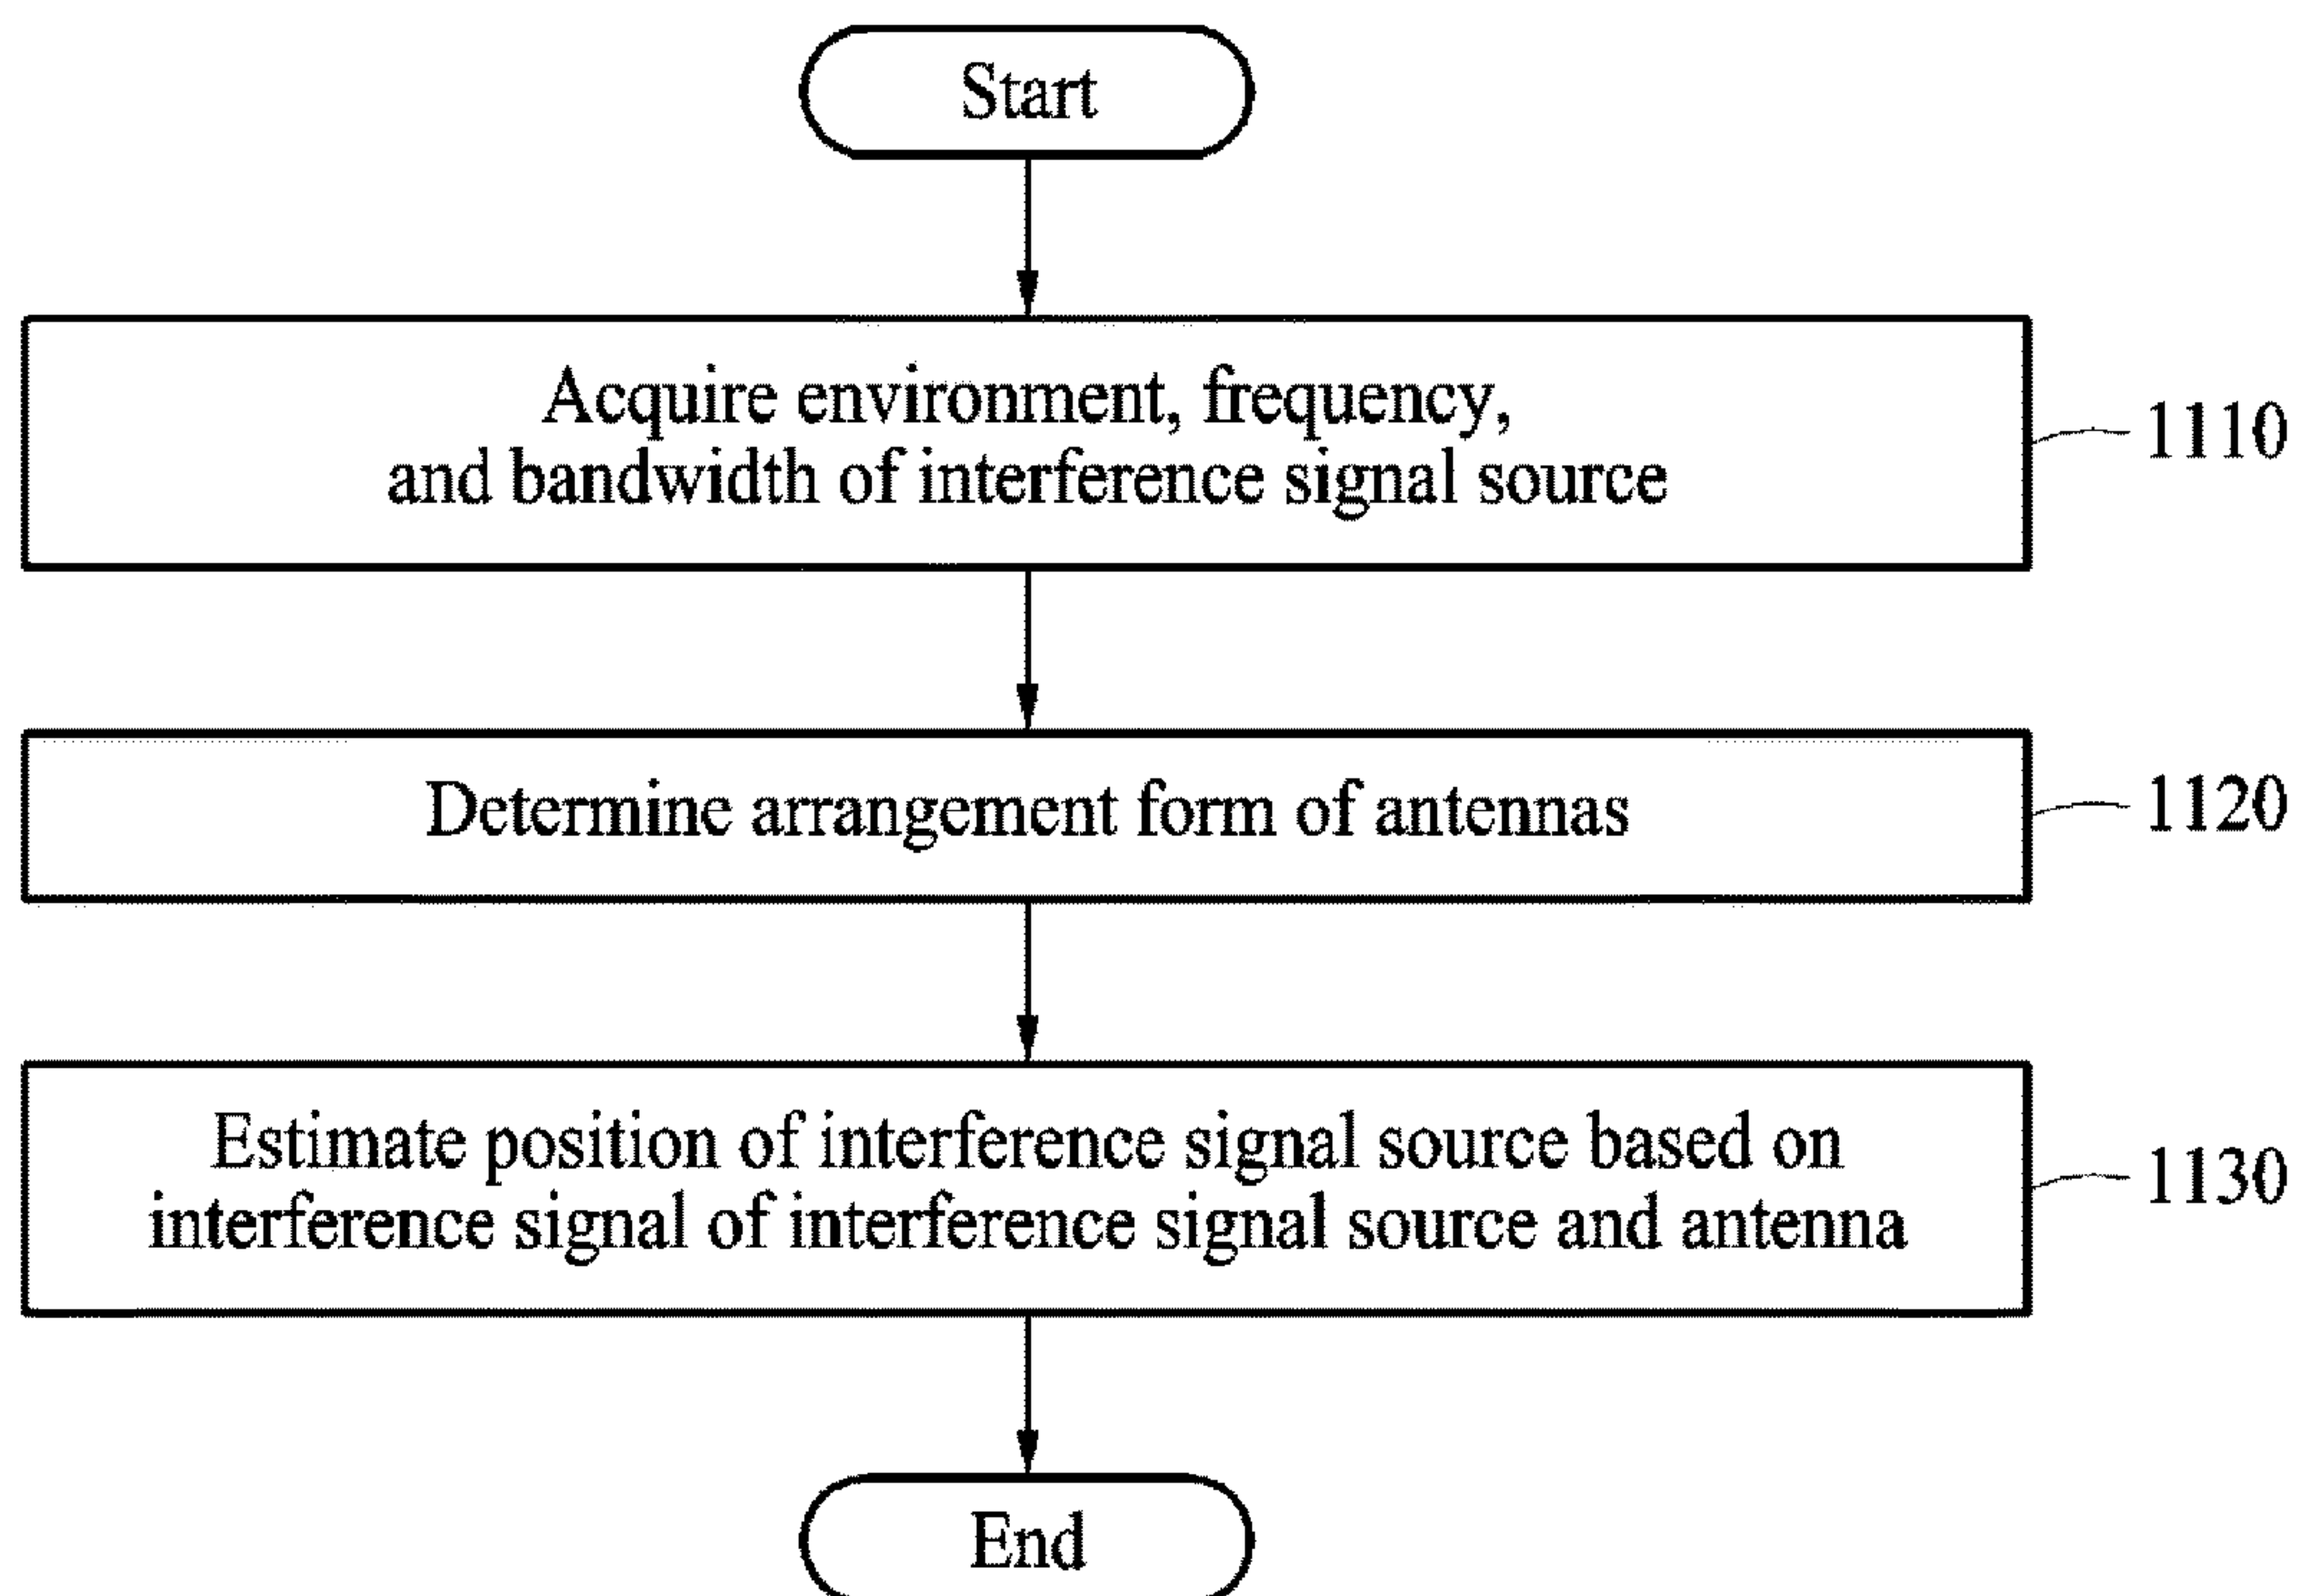 Start
Acquire environment, frequency,
and bandwidth of interference signal source
1110
Determine arrangement form of antennas
1120
Estimate position of interference signal source based on
interference signal of interference signal source and antenna
1130
End